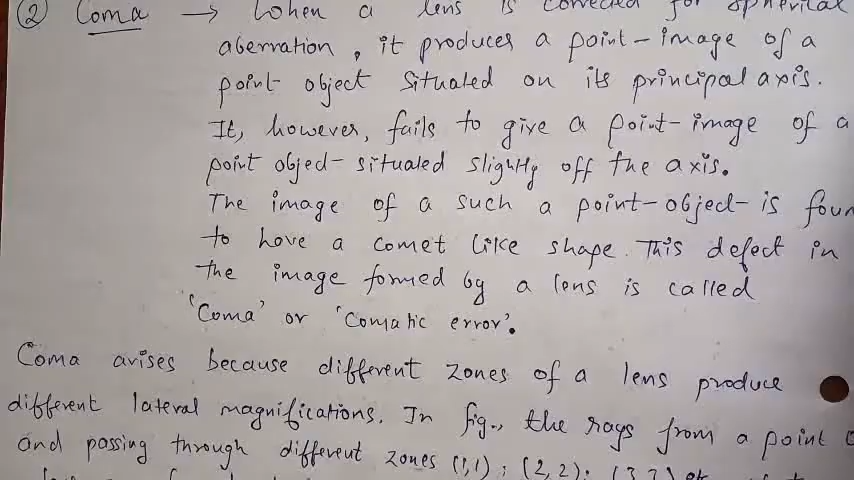 ② Coma → When a lens is corrected for spherical
aberration, it produces a point-image of a
point object situated on its principal axis.
It, however, fails to give a point-image of a
point object situated slightly off the axis.
The image of a such a point-object is foun
to have a comet like shape. This defect in
the image formed by a lens is called
'Coma' or 'Comatic error'.
Coma arises because different zones of a lens produce
different lateral magnifications. In fig., the rays from a point
and passing through different zones (1,1); (2,2); (3,3) etc